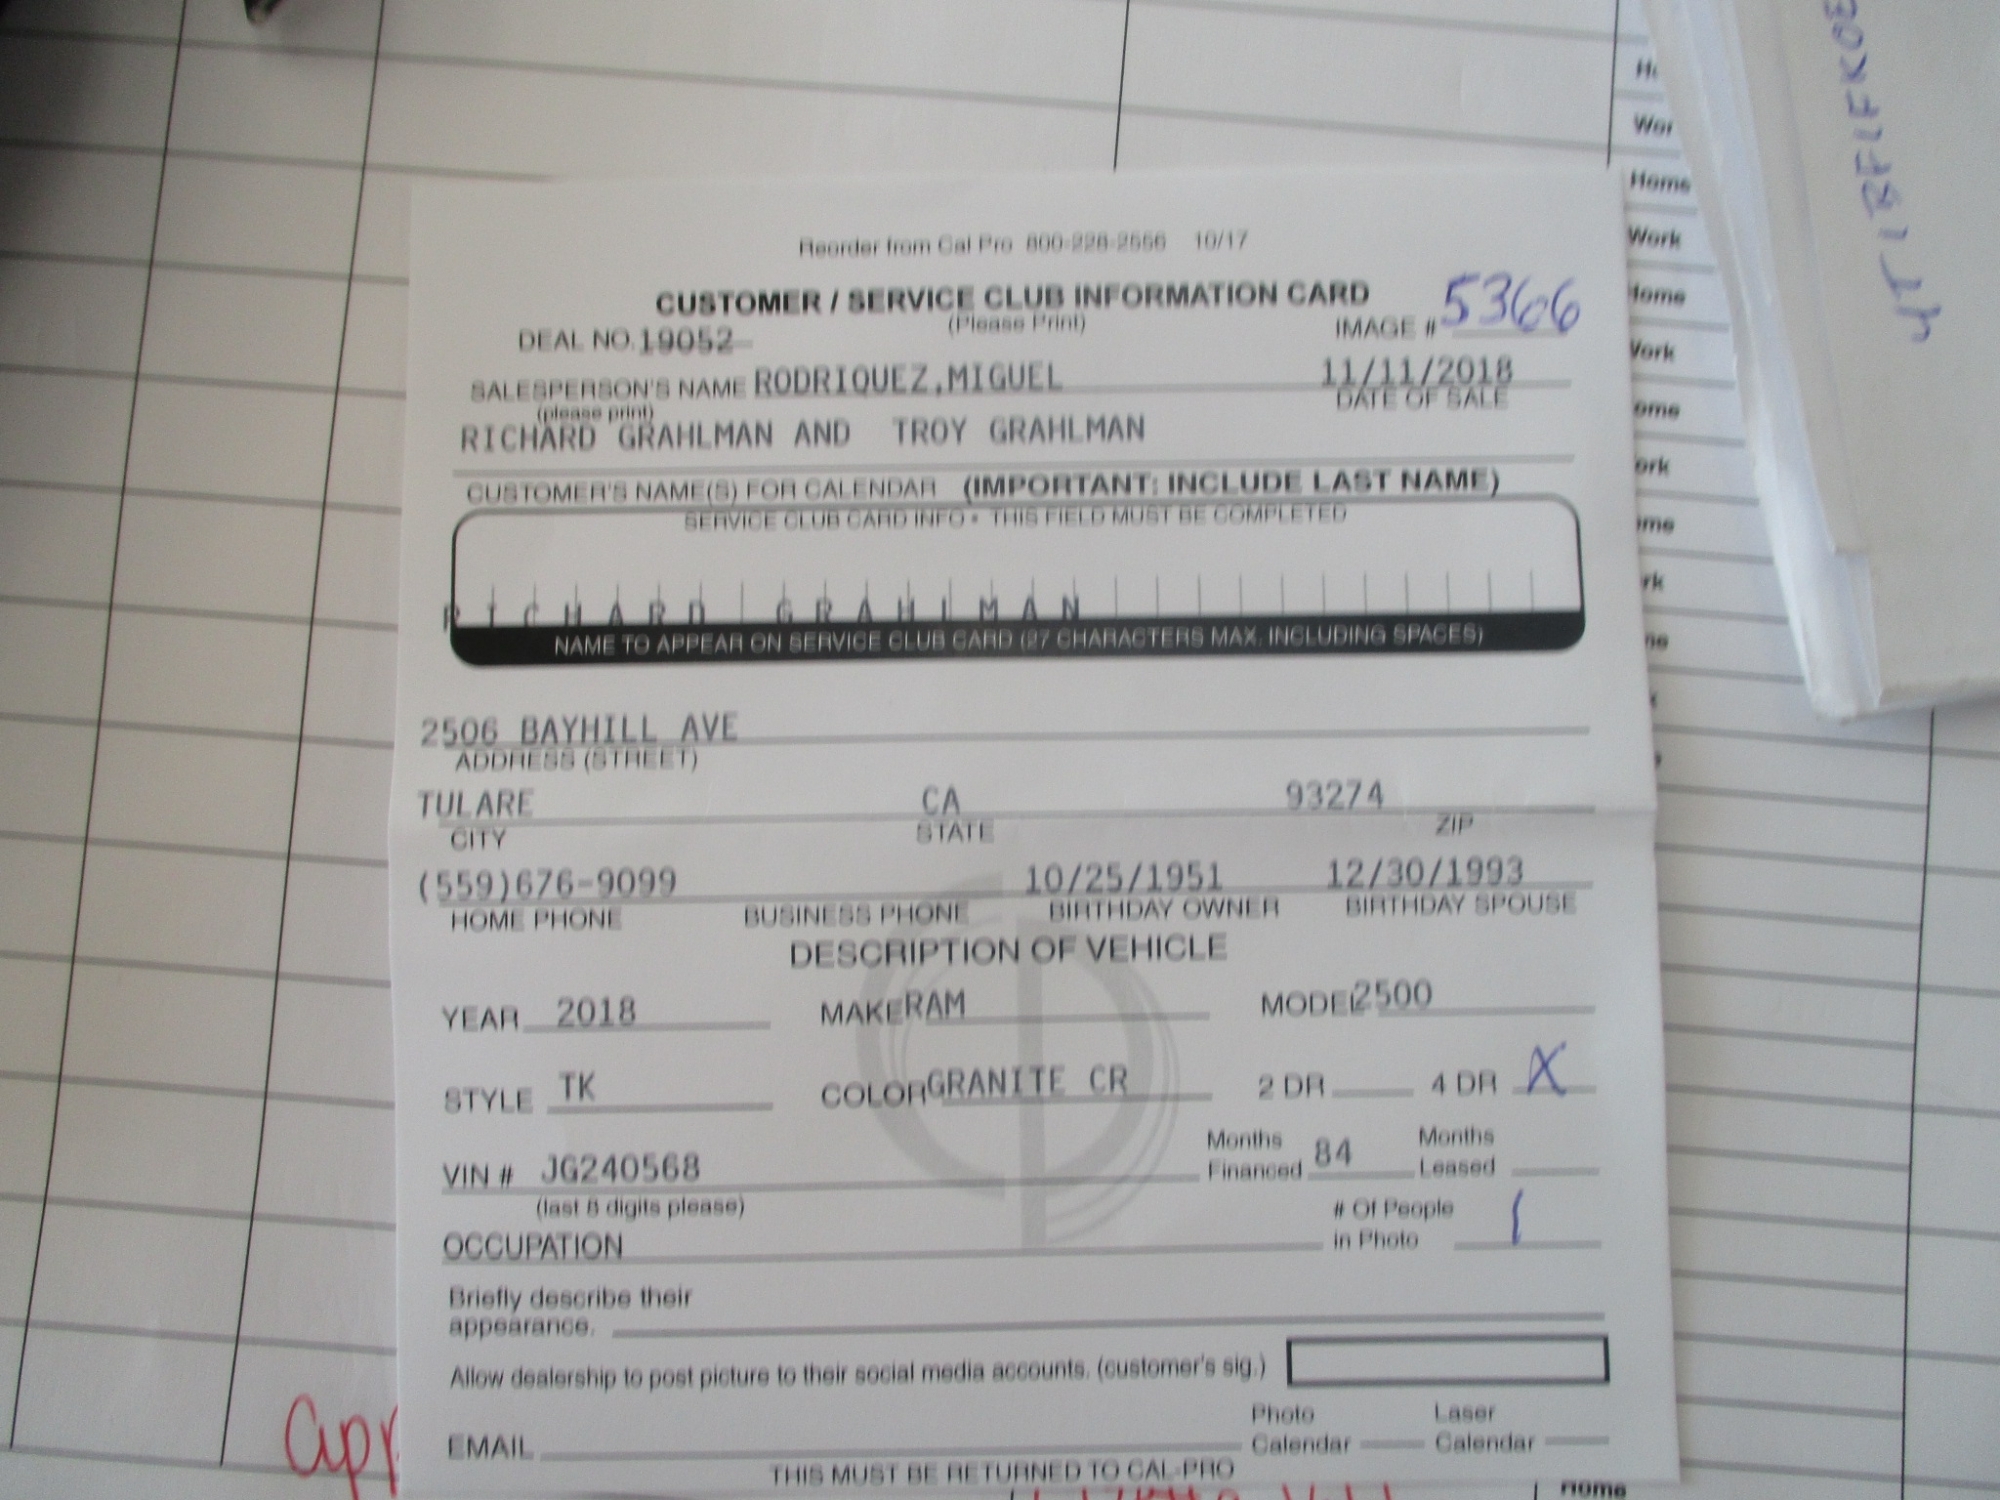 Reorder from Cal Pro 800-228-2556 10/17
CUSTOMER / SERVICE CLUB INFORMATION CARD
(Please Print)
DEAL NO. 19052 IMAGE # 5366
SALESPERSON'S NAME RODRIQUEZ,MIGUEL 11/11/2018
(please print) DATE OF SALE
RICHARD GRAHLMAN AND TROY GRAHLMAN
CUSTOMER'S NAME(S) FOR CALENDAR (IMPORTANT: INCLUDE LAST NAME)
SERVICE CLUB CARD INFO • THIS FIELD MUST BE COMPLETED
RICHARD GRAHLMAN
NAME TO APPEAR ON SERVICE CLUB CARD (27 CHARACTERS MAX. INCLUDING SPACES)
2506 BAYHILL AVE
ADDRESS (STREET)
TULARE CA 93274
CITY STATE ZIP
(559)676-9099 10/25/1951 12/30/1993
HOME PHONE BUSINESS PHONE BIRTHDAY OWNER BIRTHDAY SPOUSE
DESCRIPTION OF VEHICLE
YEAR 2018 MAKE RAM MODEL 2500
STYLE TK COLOR GRANITE CR 2 DR 4 DR X
VIN # JG240568 Months Financed 84 Months Leased
(last 8 digits please)
OCCUPATION # Of People in Photo 1
Briefly describe their
appearance.
Allow dealership to post picture to their social media accounts. (customer's sig.)
EMAIL Photo Calendar Laser Calendar
THIS MUST BE RETURNED TO CAL-PRO
Home
Work
Home